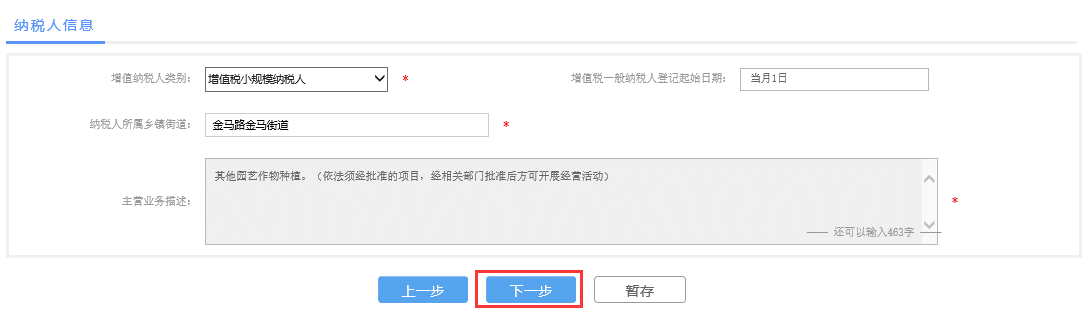 纳税人信息
增值纳税人类别: 增值税小规模纳税人 * 增值税一般纳税人登记起始日期: 当月1日
纳税人所属乡镇街道: 金马路金马街道 *
其他园艺作物种植。(依法须经批准的项目,经相关部门批准后方可开展经营活动)
主营业务描述: *
—— 还可以输入463字 ——
上一步 下一步 暂存